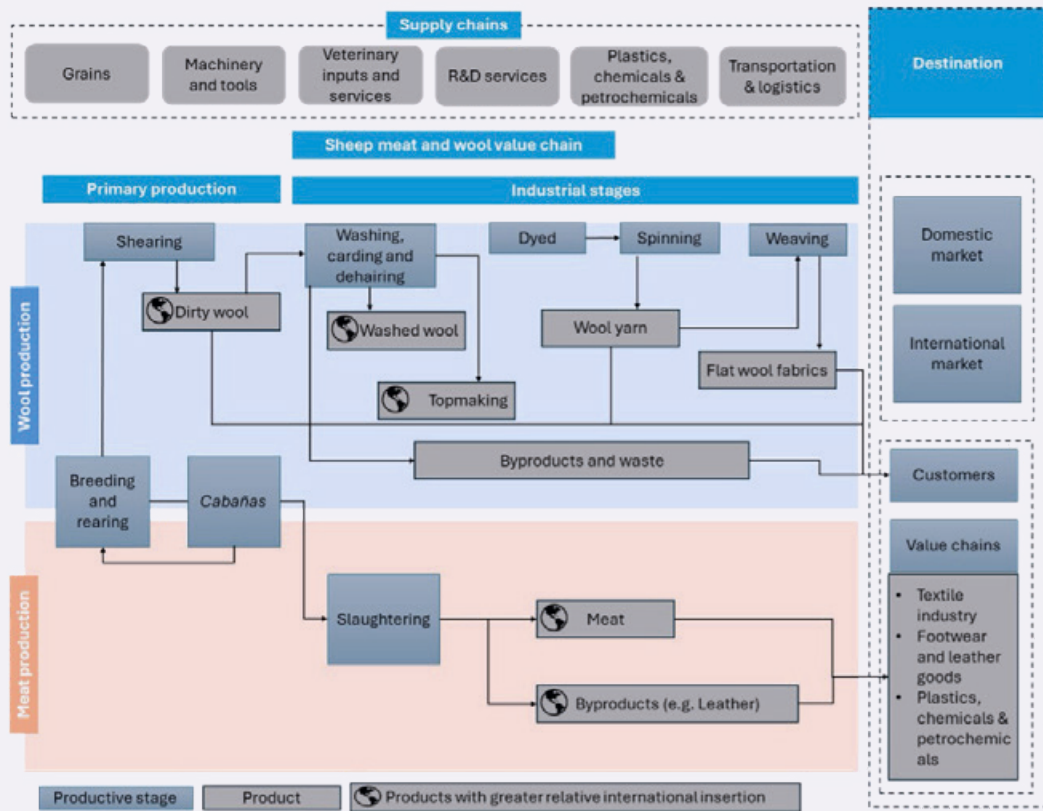 Supply chains
Grains
Machinery
and tools
Veterinary
inputs and
services
R&D services
Plastics,
chemicals &
petrochemicals
Transportation
& logistics
Destination
Sheep meat and wool value chain
Primary production
Industrial stages
Wool production
Shearing
Washing,
carding and
dehairing
Dyed
Spinning
Weaving
Domestic
market
Dirty wool
Washed wool
Wool yarn
International
market
Flat wool fabrics
Topmaking
Byproducts and waste
Customers
Breeding
and
rearing
Cabañas
Value chains
Meat production
Slaughtering
Meat
Byproducts (e.g. Leather)
• Textile
industry
• Footwear
and leather
goods
• Plastics,
chemicals &
petrochemic
als
Productive stage
Product
Products with greater relative international insertion